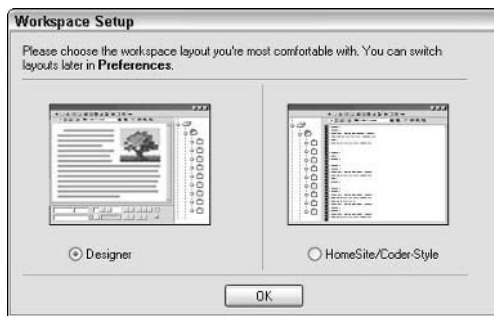 Workspace Setup
Please choose the workspace layout you're most comfortable with. You can switch
layouts later in Preferences.
Designer
HomeSite/Coder-Style
OK